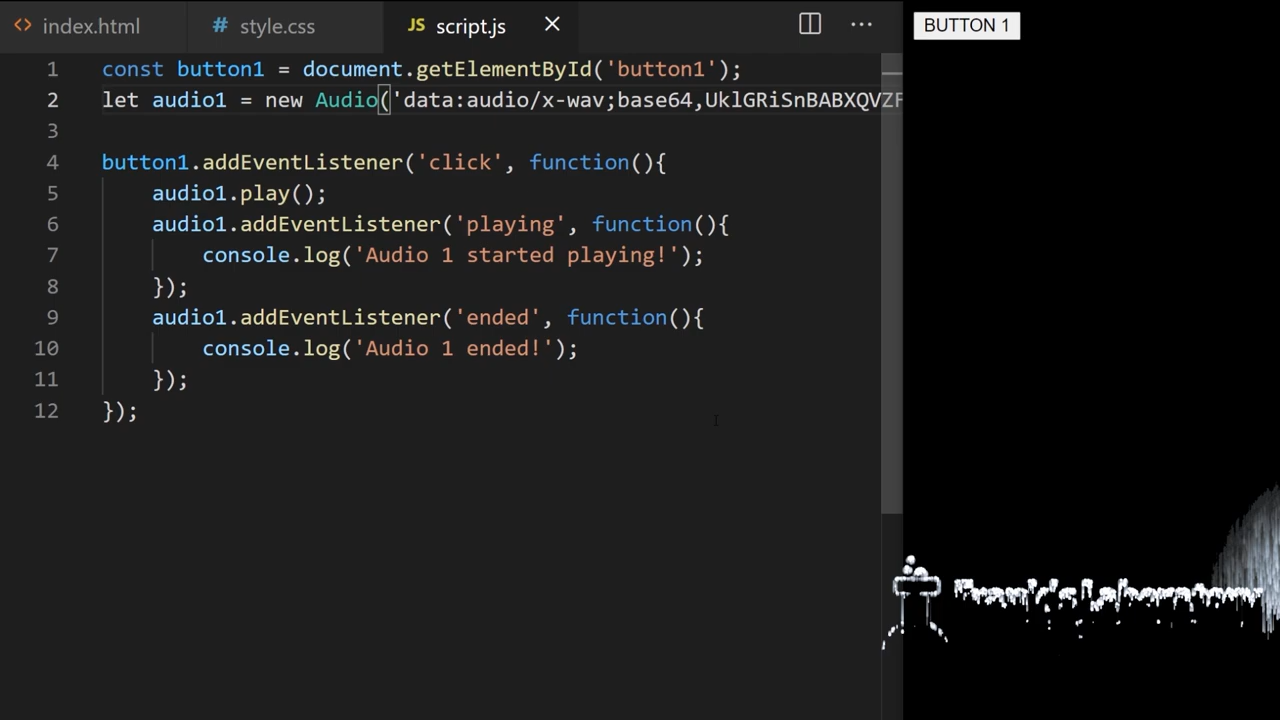 index.html
# style.css
JS script.js
BUTTON 1
1 const button1 = document.getElementById('button1');
2 let audio1 = new Audio('data:audio/x-wav;base64,UklGRiSnBABXQVZF
3
4 button1.addEventListener('click', function(){
5 audio1.play();
6 audio1.addEventListener('playing', function(){
7 console.log('Audio 1 started playing!');
8 });
9 audio1.addEventListener('ended', function(){
10 console.log('Audio 1 ended!');
11 });
12 });